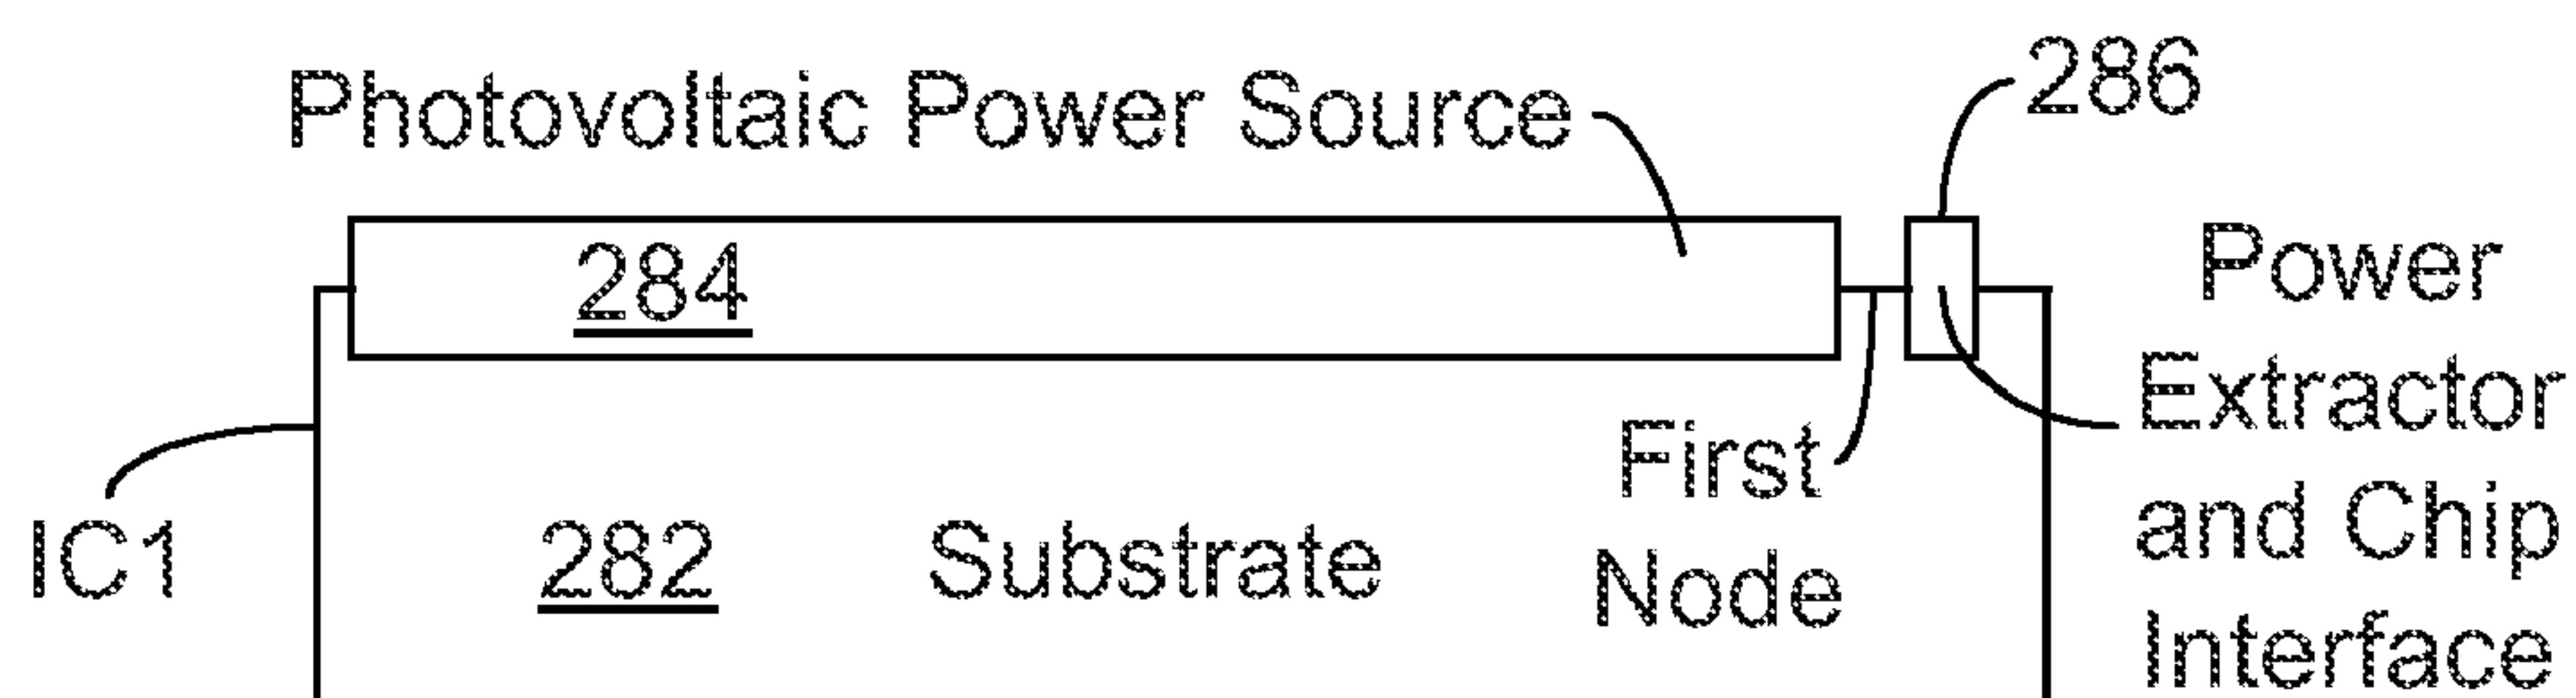 Photovoltaic Power Source
286
284
Power
Extractor
and Chip
Interface
First
Node
IC1
282
Substrate